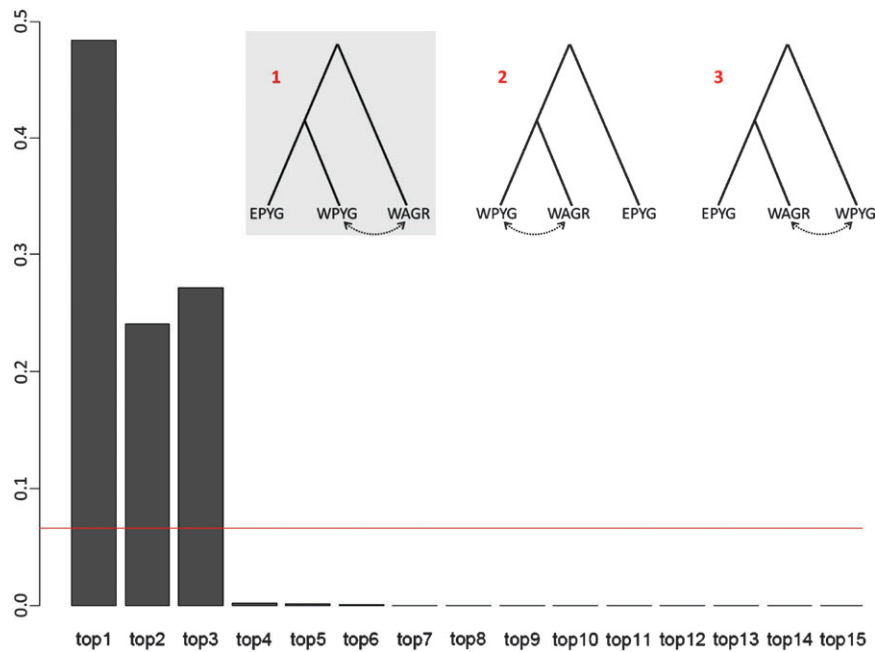 0.5
0.4
0.3
0.2
0.1
0.0
1
2
3
EPYG WPYG WAGR
WPYG WAGR EPYG
EPYG WAGR WPYG
top1 top2 top3 top4 top5 top6 top7 top8 top9 top10 top11 top12 top13 top14 top15